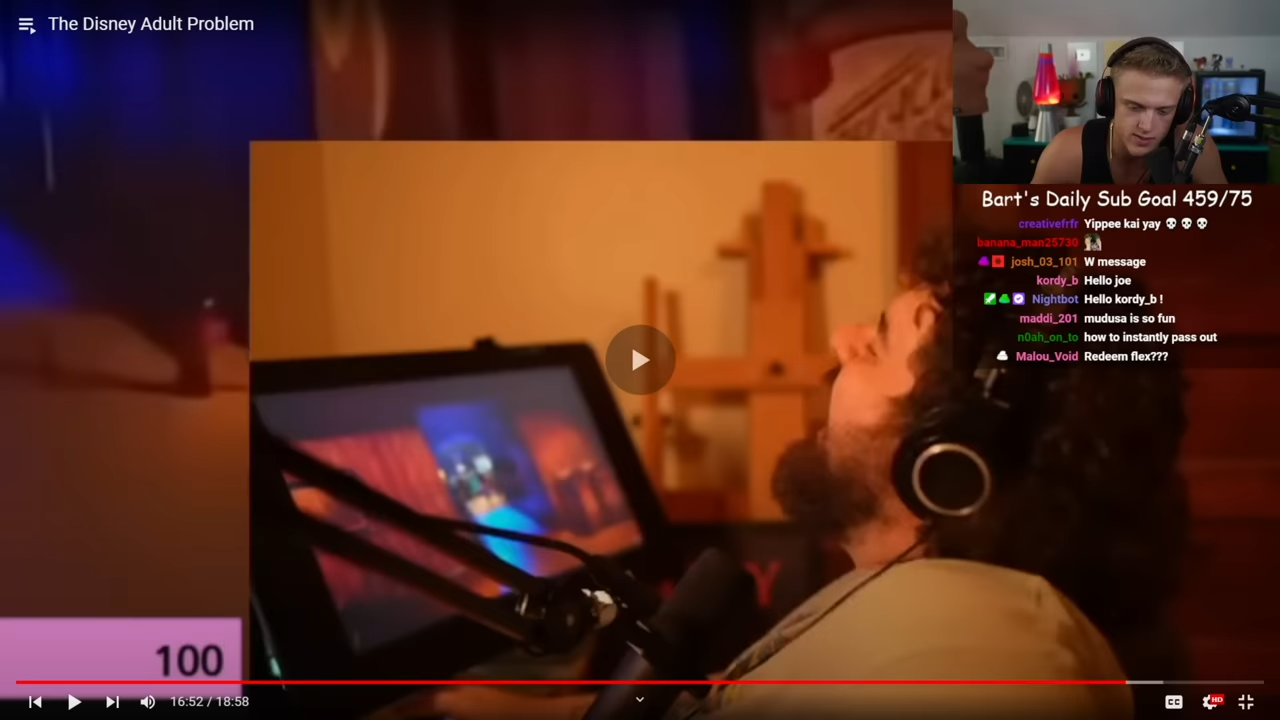 The Disney Adult Problem
Bart's Daily Sub Goal 459/75
creativefrfr Yippee kai yay 💀 💀 💀
banana_man25730
josh_03_101 W message
kordy_b Hello joe
Nightbot Hello kordy_b !
maddi_201 mudusa is so fun
n0ah_on_to how to instantly pass out
Malou_Void Redeem flex???
100
16:52 / 18:58
CC
HD